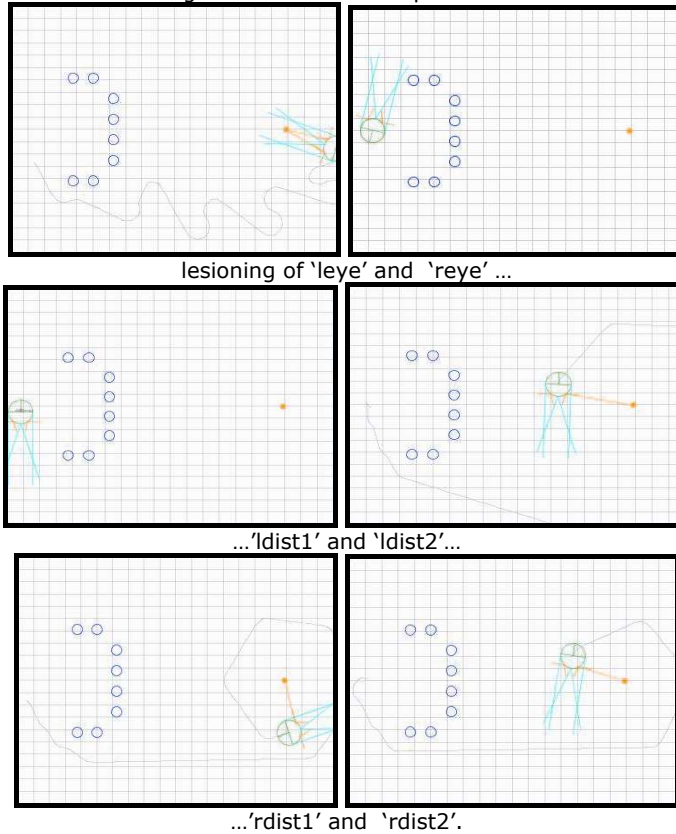 lesioning of ‘leye’ and ‘reye’ …
…’ldist1’ and ‘ldist2’…
…’rdist1’ and ‘rdist2’.